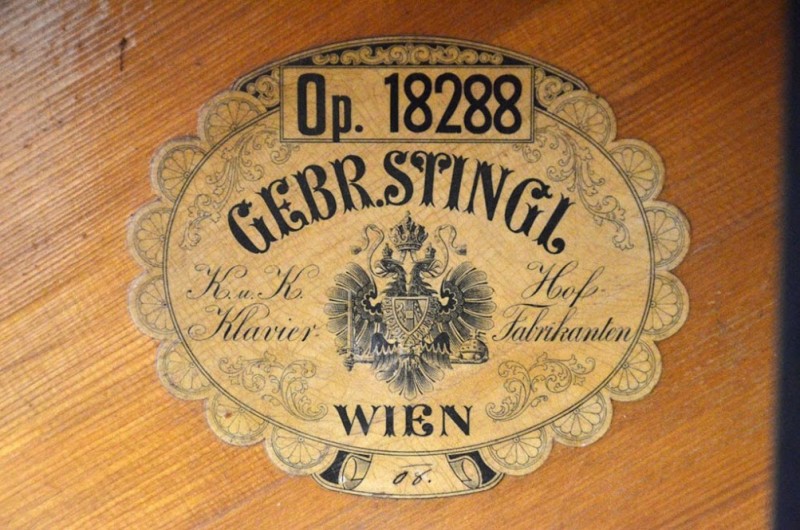 Op. 18288
GEBR. STINGL
K. u. K. Hof-
Klavier- Fabrikanten
WIEN
08.